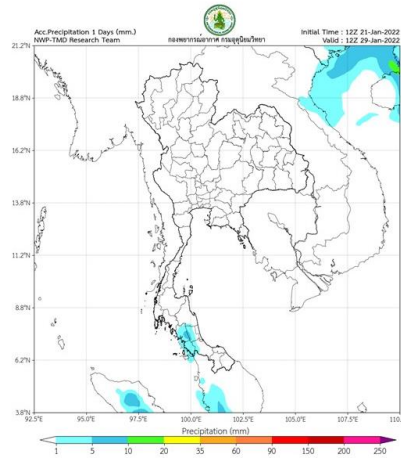 Acc.Precipitation 1 Days (mm.)
NWP-TMD Research Team
กองพยากรณ์อากาศ กรมอุตุนิยมวิทยา
Initial Time : 12Z 21-Jan-2022
Valid : 12Z 29-Jan-2022
21.2°N
18.8°N
16.2°N
13.8°N
11.2°N
8.8°N
6.2°N
3.8°N
92.5°E 95.0°E 97.5°E 100.0°E 102.5°E 105.0°E 107.5°E 110.
Precipitation (mm)
1 5 10 20 35 60 90 150 200 250